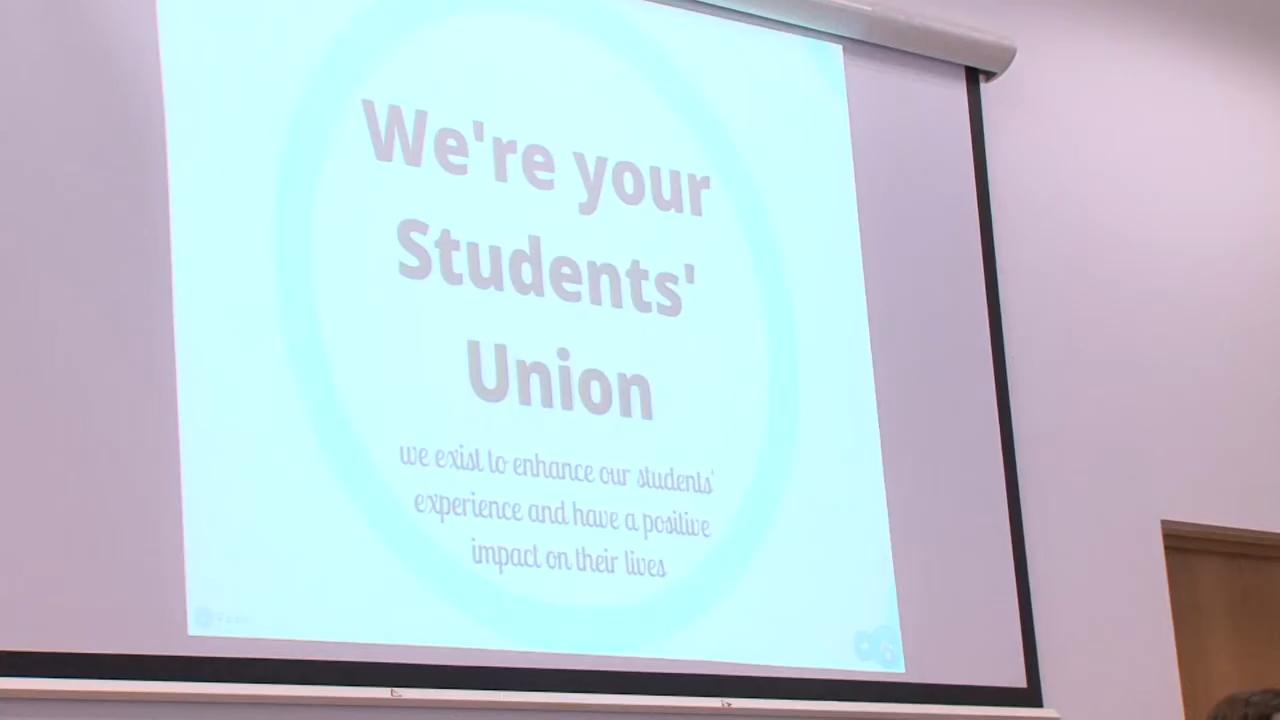 We're your
Students'
Union
we exist to enhance our students'
experience and have a positive
impact on their lives